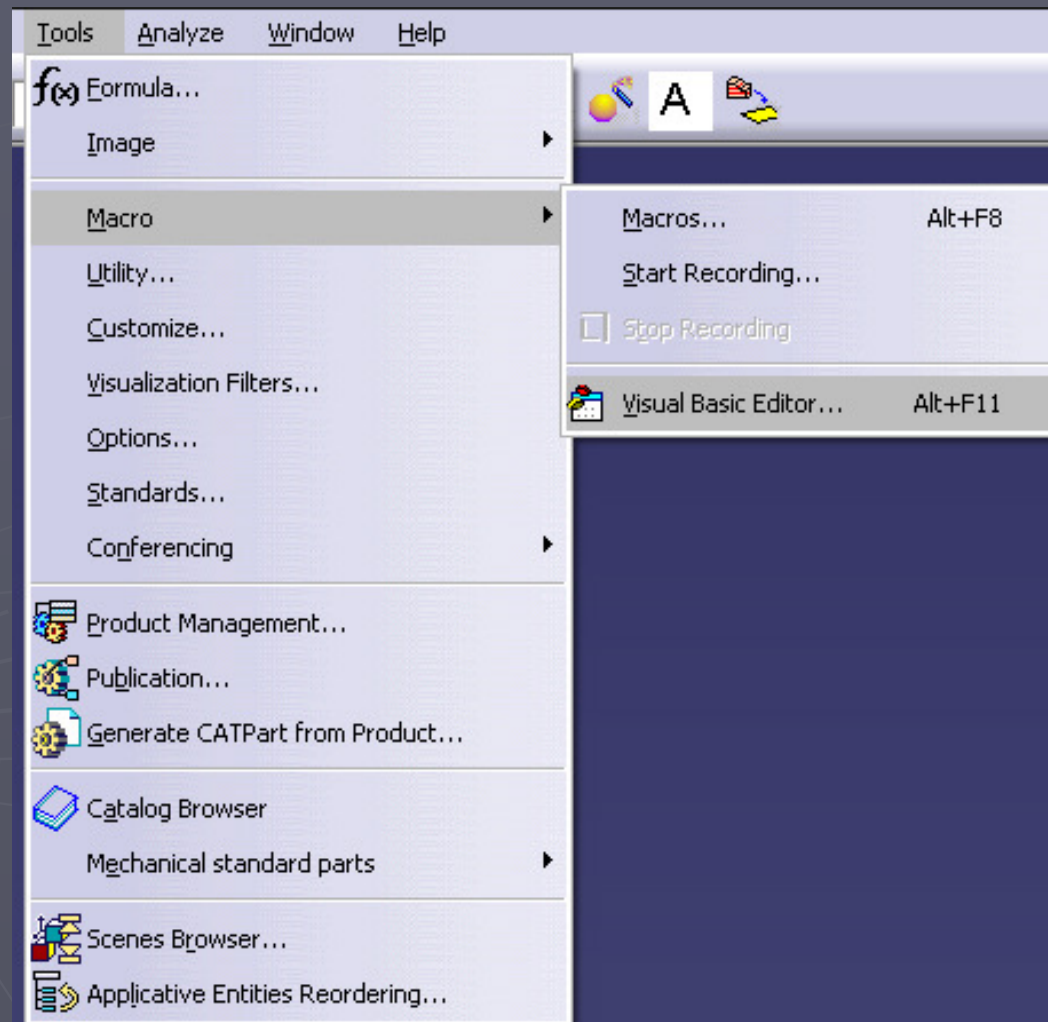 Tools Analyze Window Help
f(x) Formula...
A
Image
Macro
Macros... Alt+F8
Utility...
Start Recording...
Customize...
Stop Recording
Visualization Filters...
Visual Basic Editor... Alt+F11
Options...
Standards...
Conferencing
Product Management...
Publication...
Generate CATPart from Product...
Catalog Browser
Mechanical standard parts
Scenes Browser...
Applicative Entities Reordering...